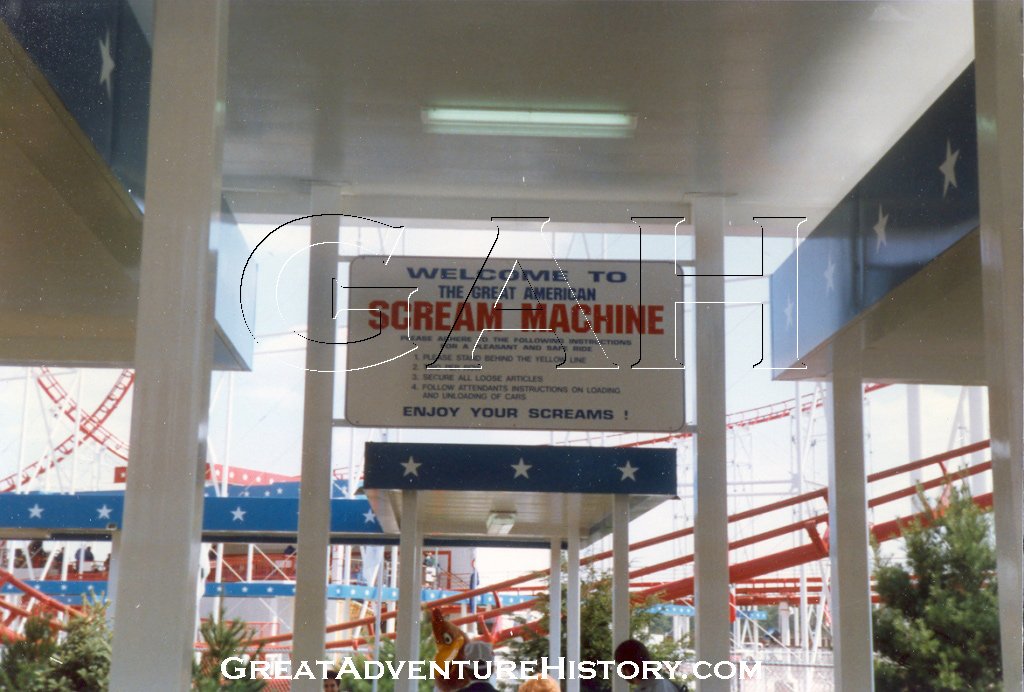 WELCOME TO
THE GREAT AMERICAN
SCREAM MACHINE
PLEASE ADHERE TO THE FOLLOWING INSTRUCTIONS
FOR A PLEASANT AND SAFE RIDE
1. PLEASE STAND BEHIND THE YELLOW LINE
2.
3. SECURE ALL LOOSE ARTICLES
4. FOLLOW ATTENDANTS INSTRUCTIONS ON LOADING
AND UNLOADING OF CARS
ENJOY YOUR SCREAMS !
GAH
GREATADVENTUREHISTORY.COM